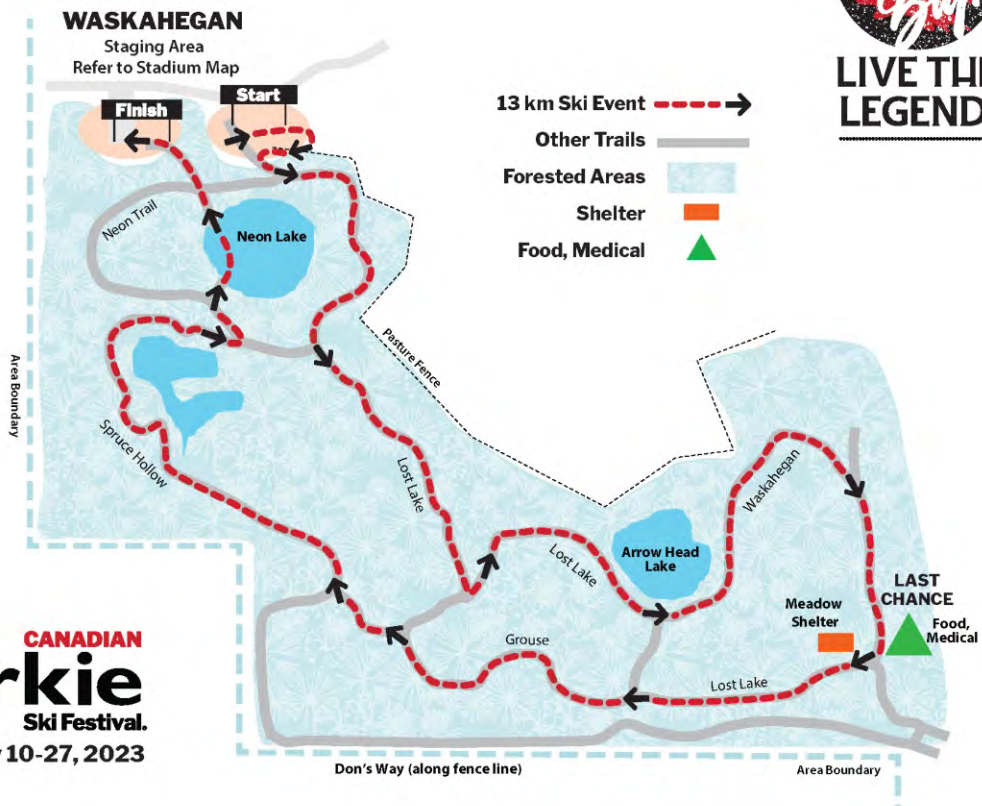 WASKAHEGAN
Staging Area
Refer to Stadium Map
Finish
Start
LIVE
LEGEND
13 km Ski Event
Other Trails
Forested Areas
Shelter
Food, Medical
Neon Trail
Neon Lake
Pasture Fence
Area Boundary
Spruce Hollow
Lost Lake
Lost Lake
Arrow Head
Lake
Waskahegan
LAST
CHANCE
Food,
Medical
Meadow
Shelter
Grouse
Lost Lake
CANADIAN
rkie
Ski Festival.
10-27, 2023
Don's Way (along fence line)
Area Boundary